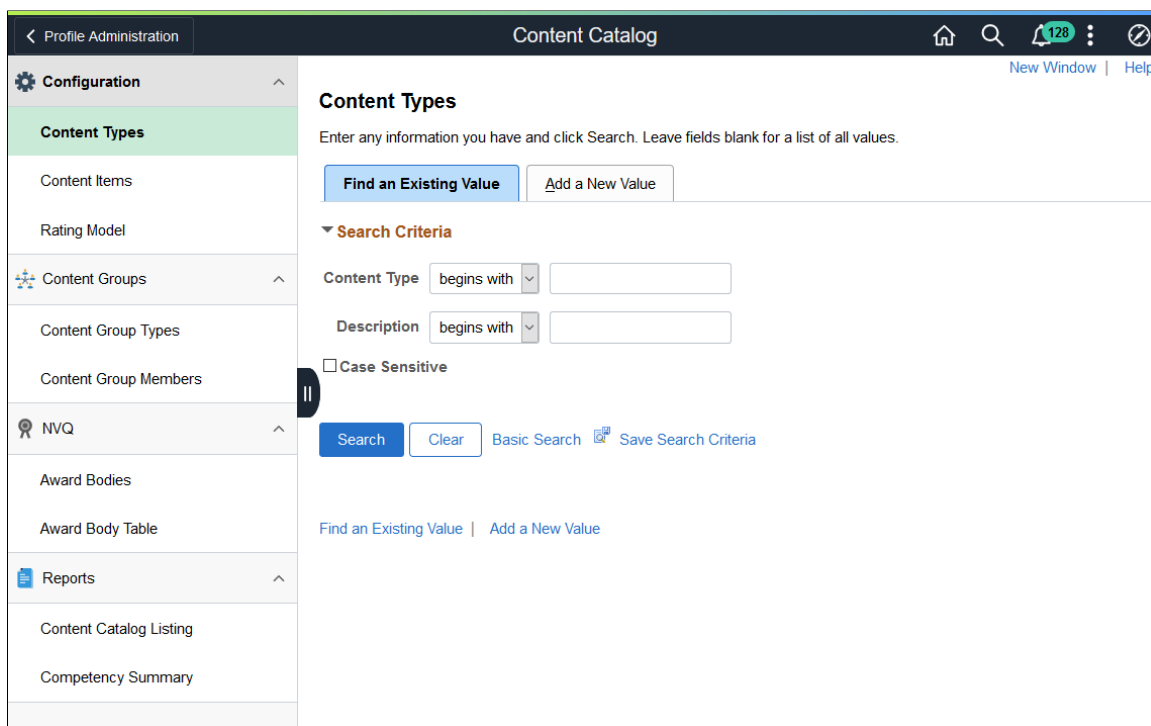 Profile Administration
Content Catalog
128
New Window | Help
Configuration
Content Types
Content Items
Rating Model
Content Groups
Content Group Types
Content Group Members
NVQ
Award Bodies
Award Body Table
Reports
Content Catalog Listing
Competency Summary
Content Types
Enter any information you have and click Search. Leave fields blank for a list of all values.
Find an Existing Value
Add a New Value
Search Criteria
Content Type begins with
Description begins with
Case Sensitive
Search Clear Basic Search Save Search Criteria
Find an Existing Value | Add a New Value